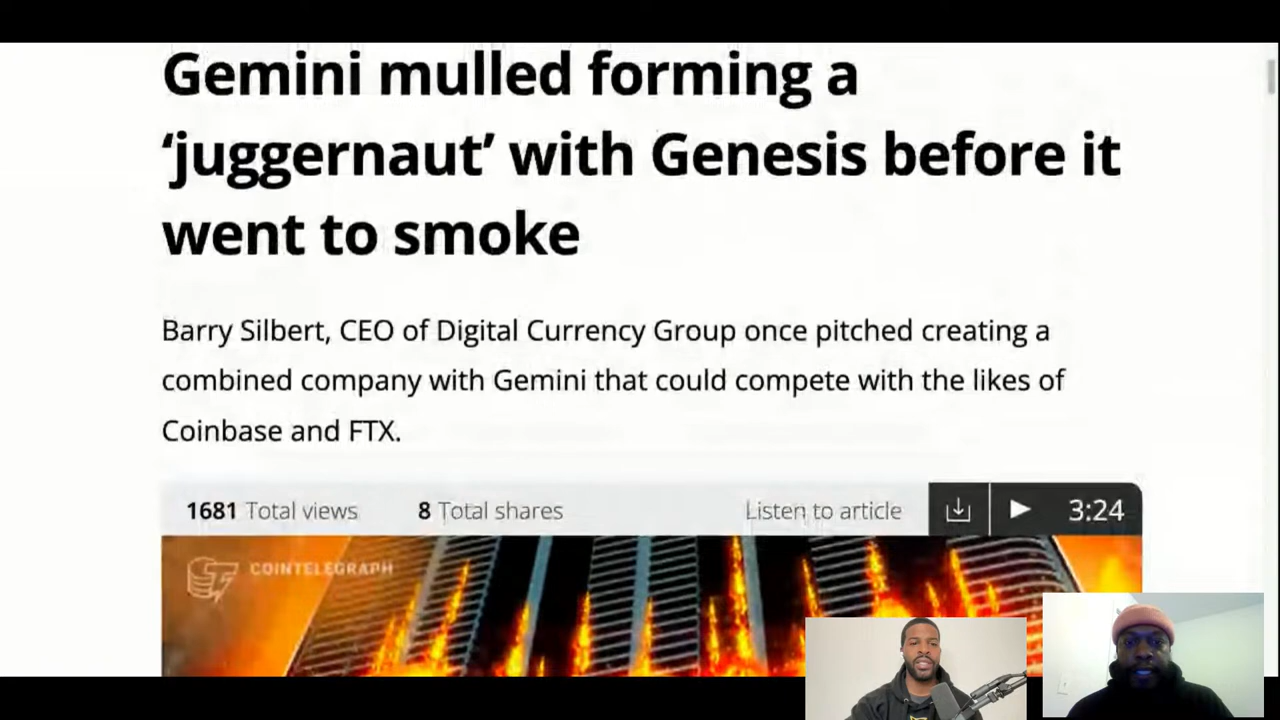 Gemini mulled forming a
‘juggernaut’ with Genesis before it
went to smoke
Barry Silbert, CEO of Digital Currency Group once pitched creating a
combined company with Gemini that could compete with the likes of
Coinbase and FTX.
1681 Total views 8 Total shares Listen to article 3:24
COINTELEGRAPH